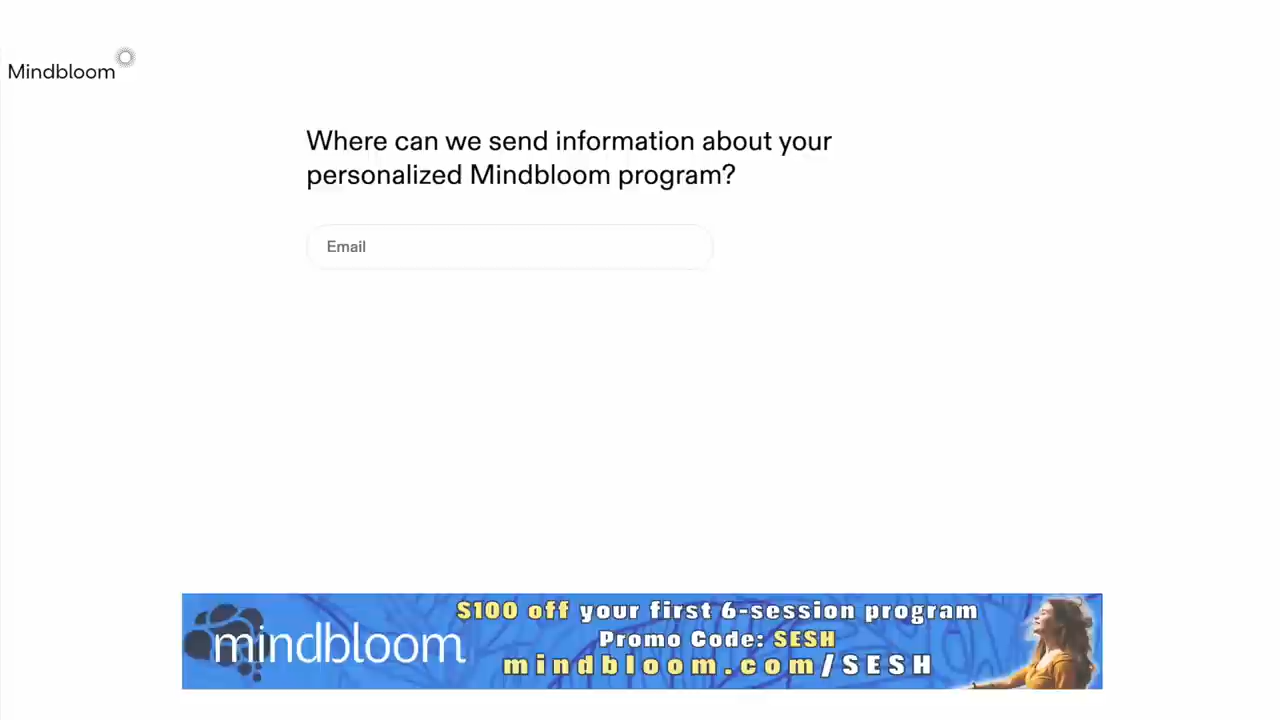 Mindbloom
Where can we send information about your
personalized Mindbloom program?
Email
mindbloom
$100 off your first 6-session program
Promo Code: SESH
mindbloom.com/SESH